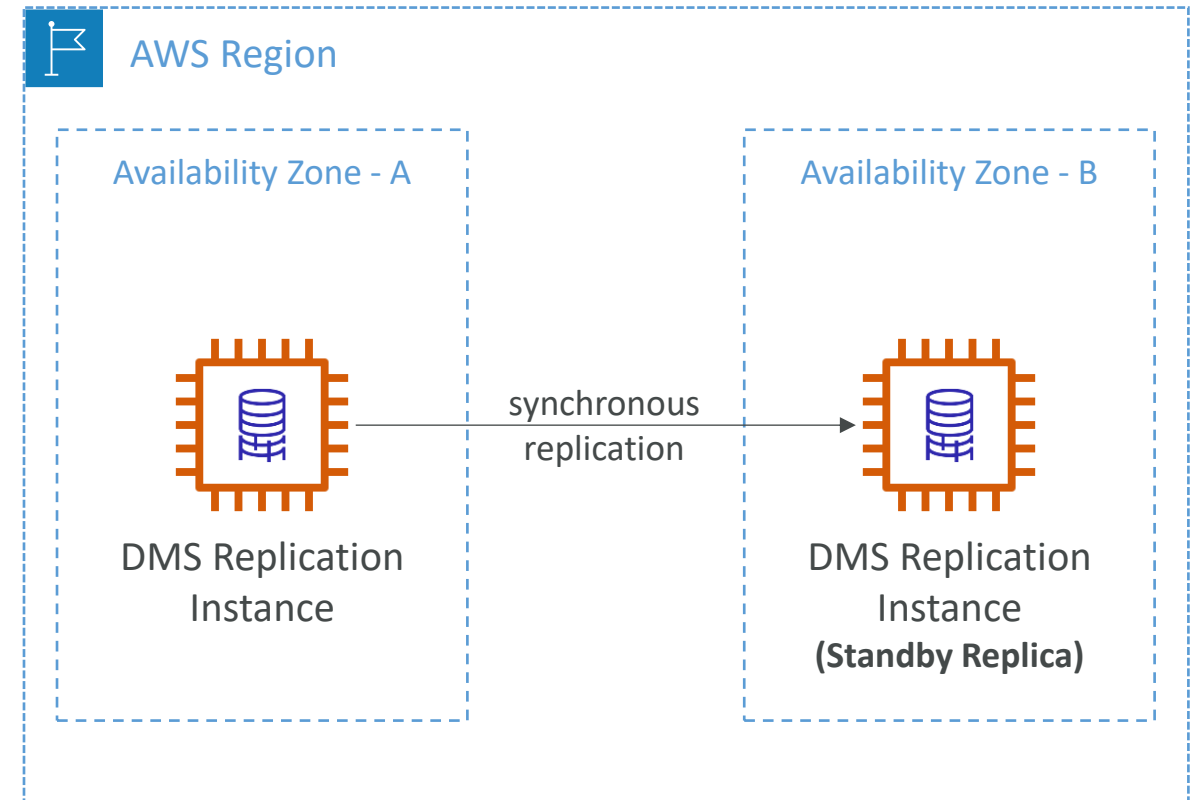 AWS Region
Availability Zone - A
Availability Zone - B
synchronous
replication
DMS Replication
Instance
DMS Replication
Instance
(Standby Replica)